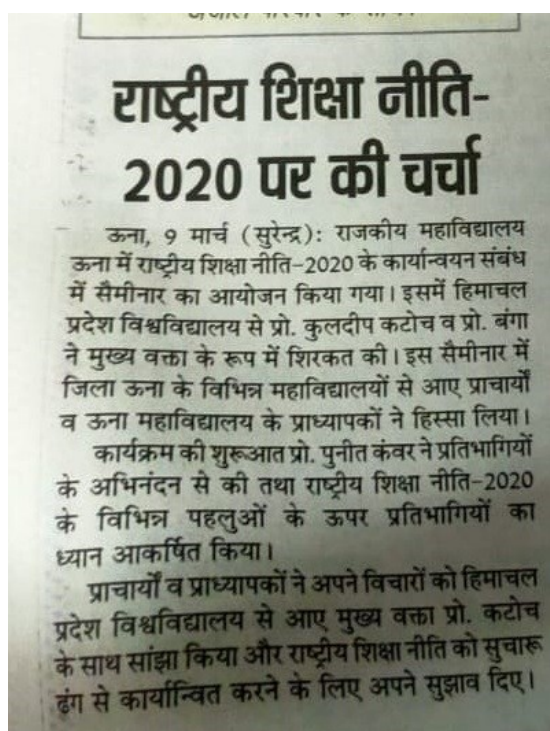 राष्ट्रीय शिक्षा नीति-
2020 पर की चर्चा
ऊना, 9 मार्च (सुरेन्द्र): राजकीय महाविद्यालय
ऊना में राष्ट्रीय शिक्षा नीति-2020 के कार्यान्वयन संबंध
में सैमीनार का आयोजन किया गया। इसमें हिमाचल
प्रदेश विश्वविद्यालय से प्रो. कुलदीप कटोच व प्रो. बंगा
ने मुख्य वक्ता के रूप में शिरकत की। इस सैमीनार में
जिला ऊना के विभिन्न महाविद्यालयों से आए प्राचार्यों
व ऊना महाविद्यालय के प्राध्यापकों ने हिस्सा लिया।
कार्यक्रम की शुरूआत प्रो. पुनीत कंवर ने प्रतिभागियों
के अभिनंदन से की तथा राष्ट्रीय शिक्षा नीति-2020
के विभिन्न पहलुओं के ऊपर प्रतिभागियों का
ध्यान आकर्षित किया।
प्राचार्यों व प्राध्यापकों ने अपने विचारों को हिमाचल
प्रदेश विश्वविद्यालय से आए मुख्य वक्ता प्रो. कटोच
के साथ सांझा किया और राष्ट्रीय शिक्षा नीति को सुचारू
ढंग से कार्यान्वित करने के लिए अपने सुझाव दिए।